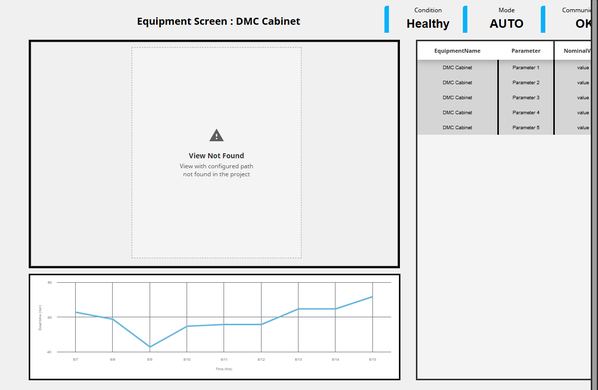 Equipment Screen : DMC Cabinet
Condition
Healthy
Mode
AUTO
Communi
OK
View Not Found
View with configured path
not found in the project
EquipmentName Parameter NominalV
DMC Cabinet Parameter 1 value
DMC Cabinet Parameter 2 value
DMC Cabinet Parameter 3 value
DMC Cabinet Parameter 4 value
DMC Cabinet Parameter 5 value
8/7 8/8 8/9 8/10 8/11 8/12 8/13 8/14 8/15